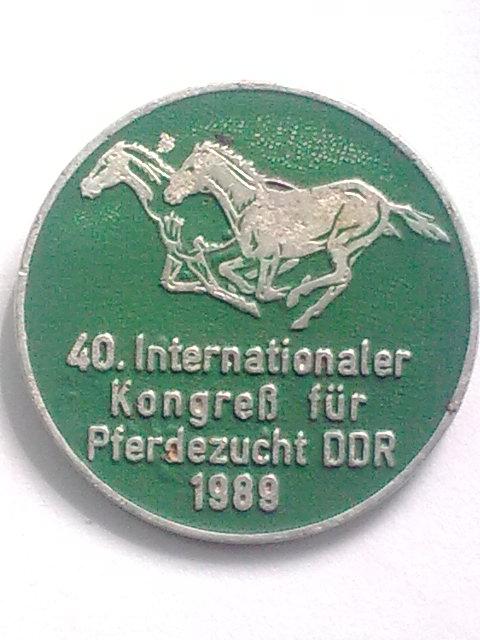 40. Internationaler
Kongreß für
Pferdezucht DDR
1989